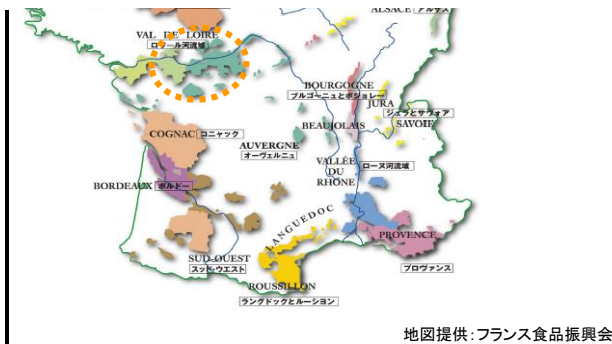 ALSACE アルザス
VAL DE LOIRE
ロワール河流域
BOURGOGNE
ブルゴーニュとボジョレー
JURA
ジュラとサヴォア
SAVOIE
BEAUJOLAIS
COGNAC コニャック
AUVERGNE
オーヴェルニュ
VALLÉE
DU
RHÔNE
ローヌ河流域
BORDEAUX ボルドー
LANGUEDOC
PROVENCE
プロヴァンス
SUD-OUEST
スッド・ウエスト
ROUSSILLON
ラングドックとルーション
地図提供：フランス食品振興会